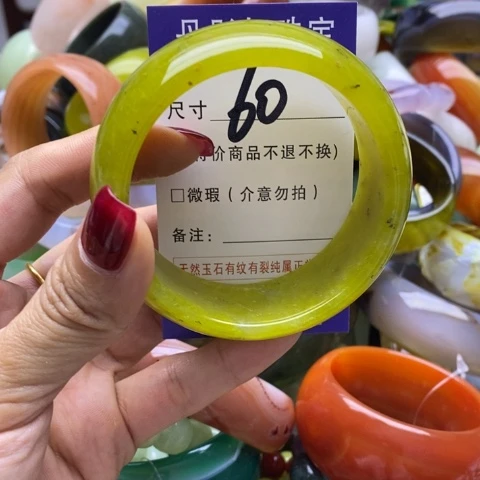 尺寸 60
价商品不退不换)
□微瑕(介意勿拍)
备注:
天然玉石有纹有裂纯属正